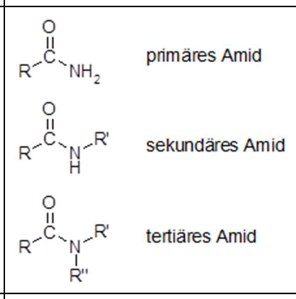 O
C
R NH2 primäres Amid
O
C R'
R N sekundäres Amid
H
O
C R'
R N tertiäres Amid
R"